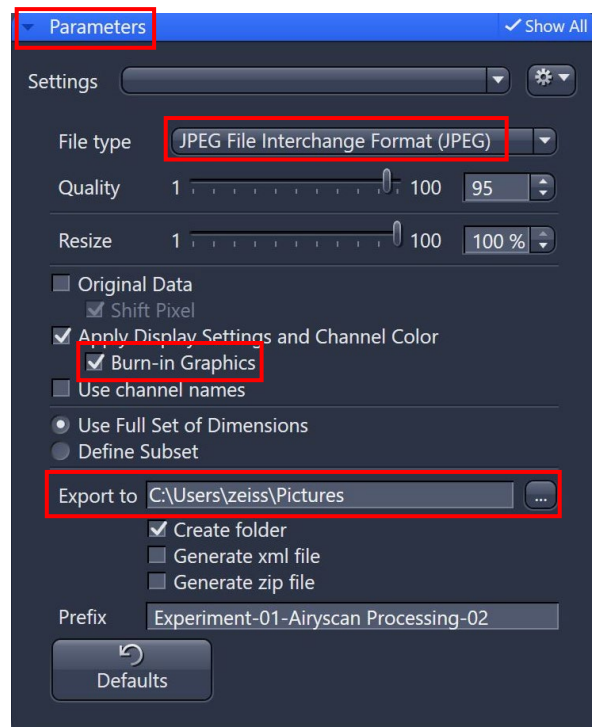 Parameters Show All
Settings
File type JPEG File Interchange Format (JPEG)
Quality 1 100 95
Resize 1 100 100 %
Original Data
Shift Pixel
Apply Display Settings and Channel Color
Burn-in Graphics
Use channel names
Use Full Set of Dimensions
Define Subset
Export to C:\Users\zeiss\Pictures ...
Create folder
Generate xml file
Generate zip file
Prefix Experiment-01-Airyscan Processing-02
Defaults